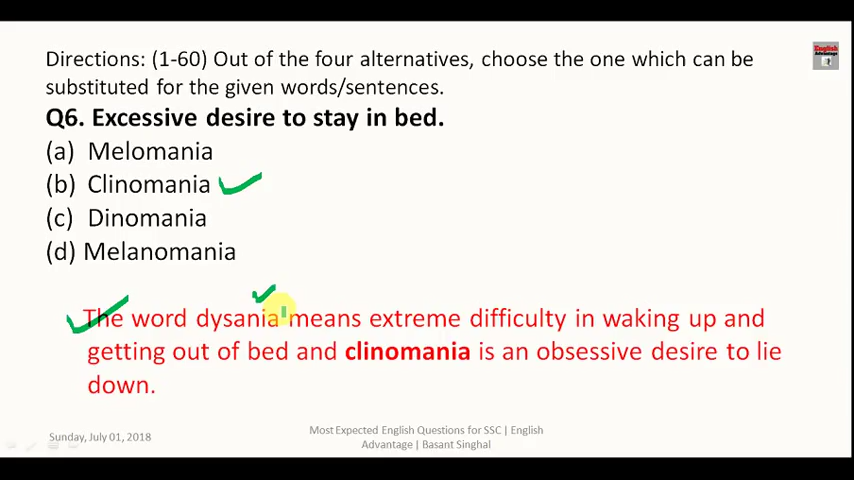 Directions: (1-60) Out of the four alternatives, choose the one which can be
substituted for the given words/sentences.
Q6. Excessive desire to stay in bed.
(a) Melomania
(b) Clinomania
(c) Dinomania
(d) Melanomania
The word dysania means extreme difficulty in waking up and
getting out of bed and clinomania is an obsessive desire to lie
down.
Sunday, July 01, 2018
Most Expected English Questions for SSC | English
Advantage | Basant Singhal
English
Advantage